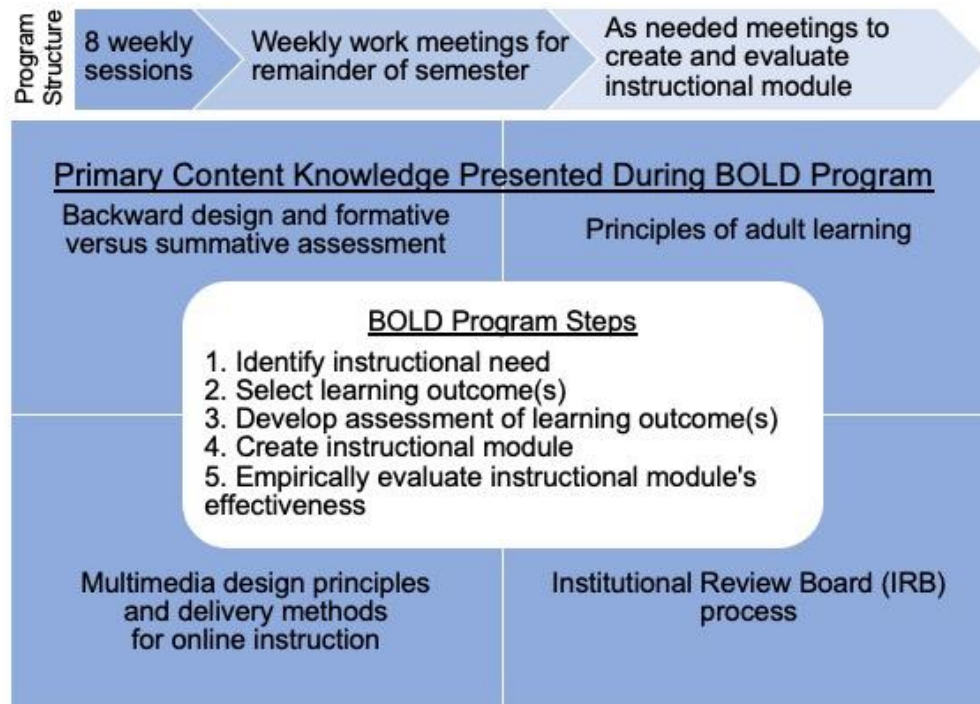 Program
Structure
8 weekly
sessions
Weekly work meetings for
remainder of semester
As needed meetings to
create and evaluate
instructional module
Primary Content Knowledge Presented During BOLD Program
Backward design and formative
versus summative assessment
Principles of adult learning
BOLD Program Steps
1. Identify instructional need
2. Select learning outcome(s)
3. Develop assessment of learning outcome(s)
4. Create instructional module
5. Empirically evaluate instructional module's
effectiveness
Multimedia design principles
and delivery methods
for online instruction
Institutional Review Board (IRB)
process